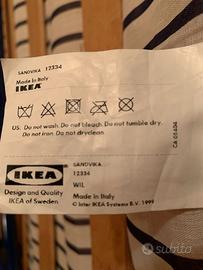 SANDVIKA 12334
Made in Italy
IKEA
US: Do not wash. Do not bleach. Do not tumble dry.
Do not iron. Do not dryclean.
IKEA
Design and Quality
IKEA of Sweden
SANDVIKA
12334
WIL
Made in Italy
© Inter IKEA Systems B.V. 1999
subito